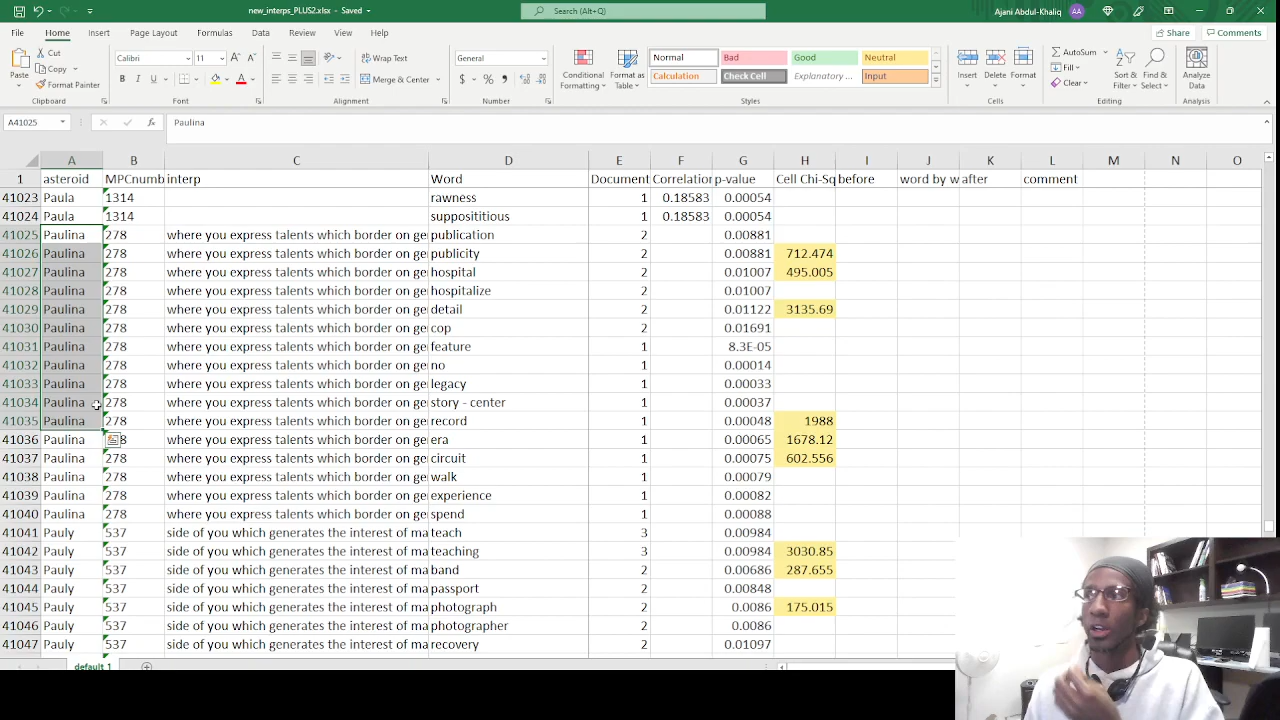 new_interps_PLUS2.xlsx - Saved
Search (Alt+Q)
Ajani Abdul-Khaliq AA
File Home Insert Page Layout Formulas Data Review View Help Share Comments
Paste Cut Copy Format Painter Clipboard
Calibri 11 B I U A A Font
Wrap Text Merge & Center Alignment
General $ % , Number
Conditional Formatting Format as Table
Normal Bad Good Neutral
Calculation Check Cell Explanatory ... Input
Styles
Insert Delete Format Cells
AutoSum Fill Clear Sort & Filter Find & Select Editing
Analyze Data Analysis
A41025 fx Paulina
A B C D E F G H I J K L M N O
1 asteroid MPCnumb interp Word Document Correlation p-value Cell Chi-Sq before word by w after comment
41023 Paula 1314 rawness 1 0.18583 0.00054
41024 Paula 1314 supposititious 1 0.18583 0.00054
41025 Paulina 278 where you express talents which border on ge publication 2 0.00881
41026 Paulina 278 where you express talents which border on ge publicity 2 0.00881 712.474
41027 Paulina 278 where you express talents which border on ge hospital 2 0.01007 495.005
41028 Paulina 278 where you express talents which border on ge hospitalize 2 0.01007
41029 Paulina 278 where you express talents which border on ge detail 2 0.01122 3135.69
41030 Paulina 278 where you express talents which border on ge cop 2 0.01691
41031 Paulina 278 where you express talents which border on ge feature 1 8.3E-05
41032 Paulina 278 where you express talents which border on ge no 1 0.00014
41033 Paulina 278 where you express talents which border on ge legacy 1 0.00033
41034 Paulina 278 where you express talents which border on ge story - center 1 0.00037
41035 Paulina 278 where you express talents which border on ge record 1 0.00048 1988
41036 Paulina 8 where you express talents which border on ge era 1 0.00065 1678.12
41037 Paulina 278 where you express talents which border on ge circuit 1 0.00075 602.556
41038 Paulina 278 where you express talents which border on ge walk 1 0.00079
41039 Paulina 278 where you express talents which border on ge experience 1 0.00082
41040 Paulina 278 where you express talents which border on ge spend 1 0.00088
41041 Pauly 537 side of you which generates the interest of ma teach 3 0.00984
41042 Pauly 537 side of you which generates the interest of ma teaching 3 0.00984 3030.85
41043 Pauly 537 side of you which generates the interest of ma band 2 0.00686 287.655
41044 Pauly 537 side of you which generates the interest of ma passport 2 0.00848
41045 Pauly 537 side of you which generates the interest of ma photograph 2 0.0086 175.015
41046 Pauly 537 side of you which generates the interest of ma photographer 2 0.0086
41047 Pauly 537 side of you which generates the interest of ma recovery 2 0.01097
default_1